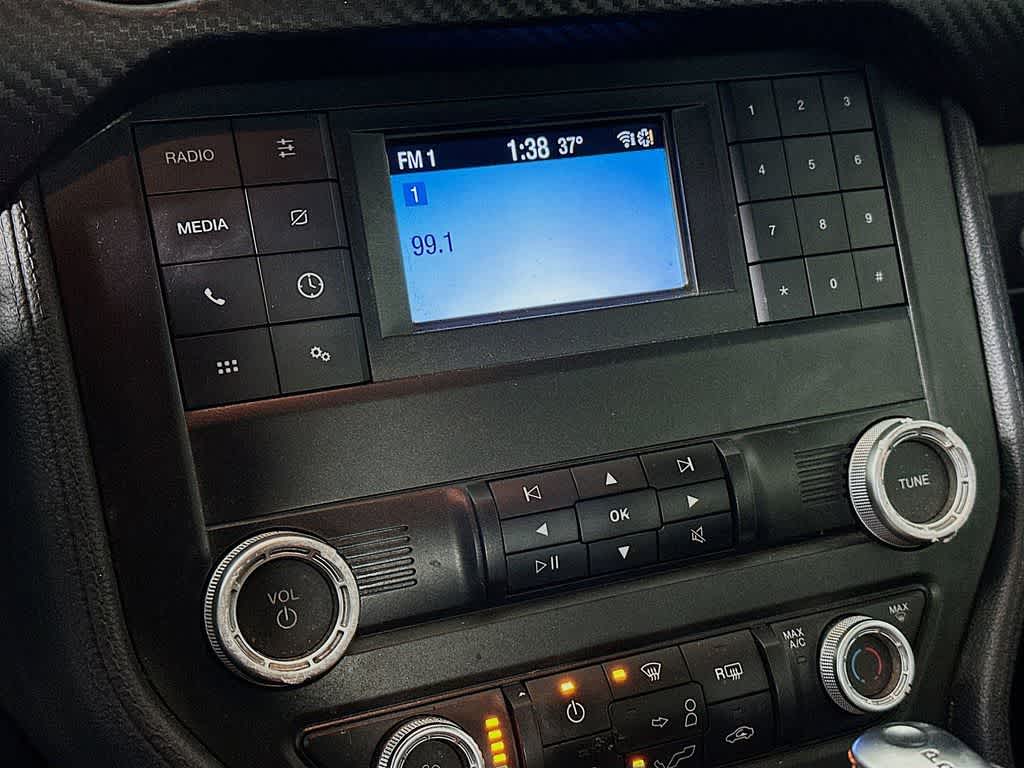 FM 1 1:38 37°
1
99.1
RADIO
MEDIA
1 2 3
4 5 6
7 8 9
* 0 #
OK
VOL
TUNE
MAX A/C
MAX
R